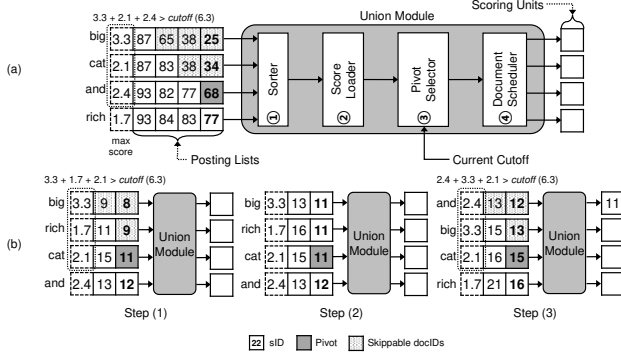 Scoring Units
3.3 + 2.1 + 2.4 > cutoff (6.3)
Union Module
(a)
big 3.3 87 65 38 25
cat 2.1 87 83 38 34
and 2.4 93 82 77 68
rich 1.7 93 84 83 77
① Sorter
② Score Loader
③ Pivot Selector
④ Document Scheduler
max score
Posting Lists
Current Cutoff
3.3 + 1.7 + 2.1 > cutoff (6.3)
2.4 + 3.3 + 2.1 > cutoff (6.3)
(b)
big 3.3 9 8
rich 1.7 11 9
cat 2.1 15 11
and 2.4 13 12
Union Module
Step (1)
big 3.3 13 11
rich 1.7 16 11
cat 2.1 15 11
and 2.4 13 12
Union Module
Step (2)
and 2.4 13 12
big 3.3 15 13
cat 2.1 16 15
rich 1.7 21 16
Union Module
11
Step (3)
22 sID
Pivot
Skippable docIDs